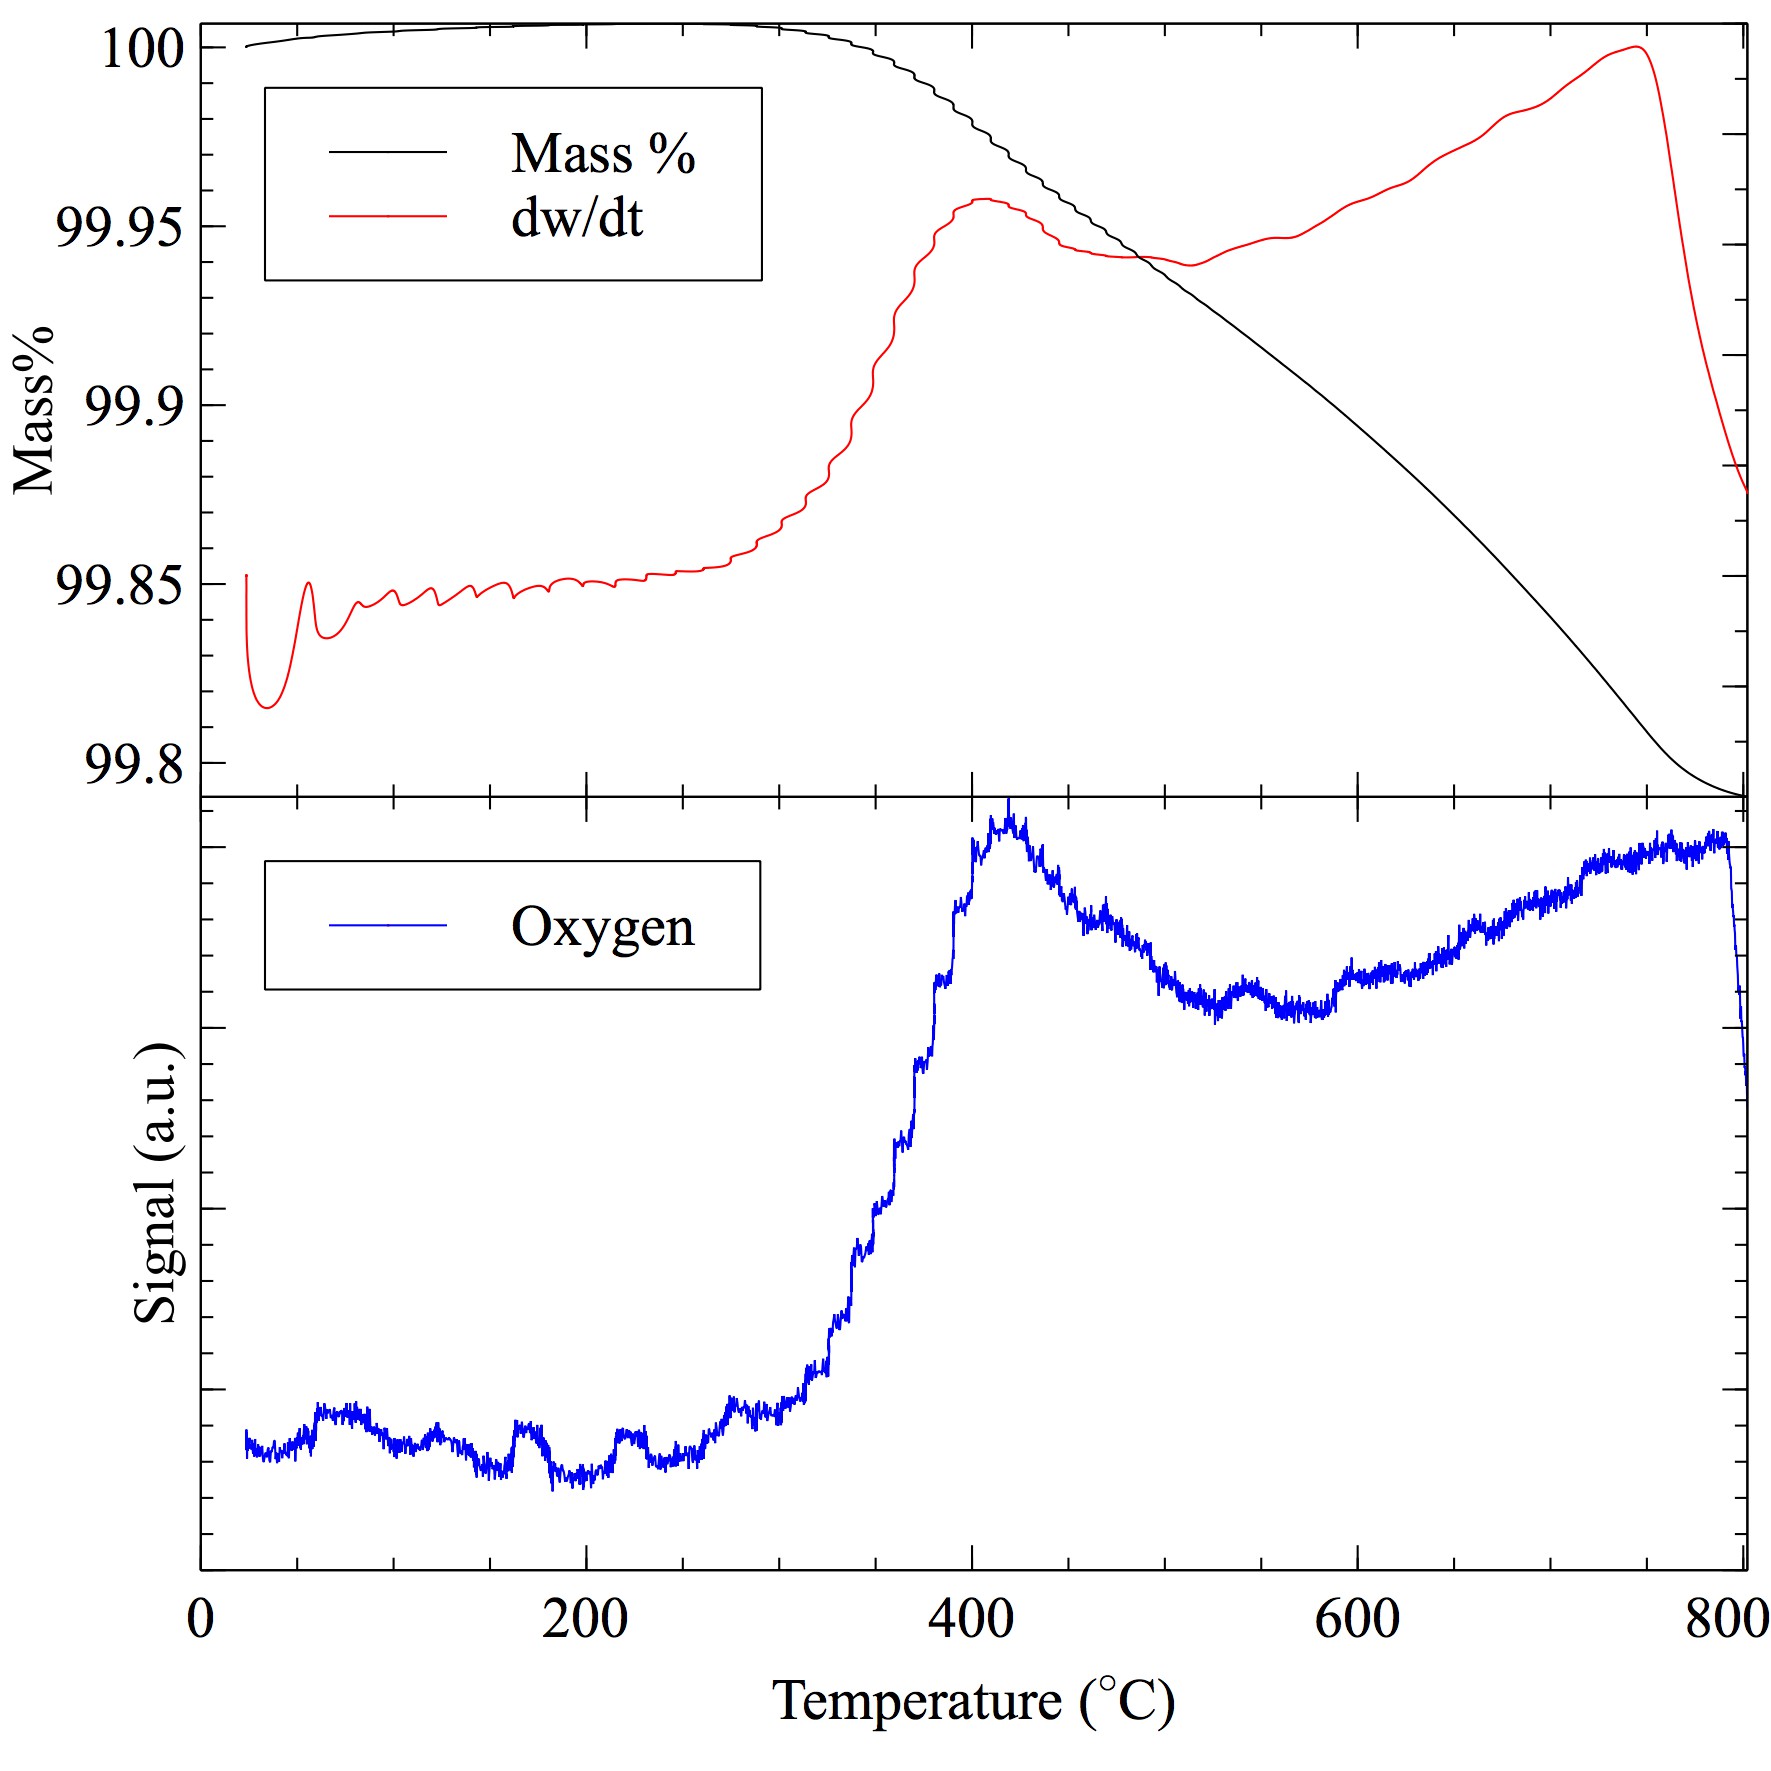 100
99.95
99.9
99.85
99.8
Mass%
Mass %
dw/dt
Oxygen
Signal (a.u.)
0 200 400 600 800
Temperature (°C)